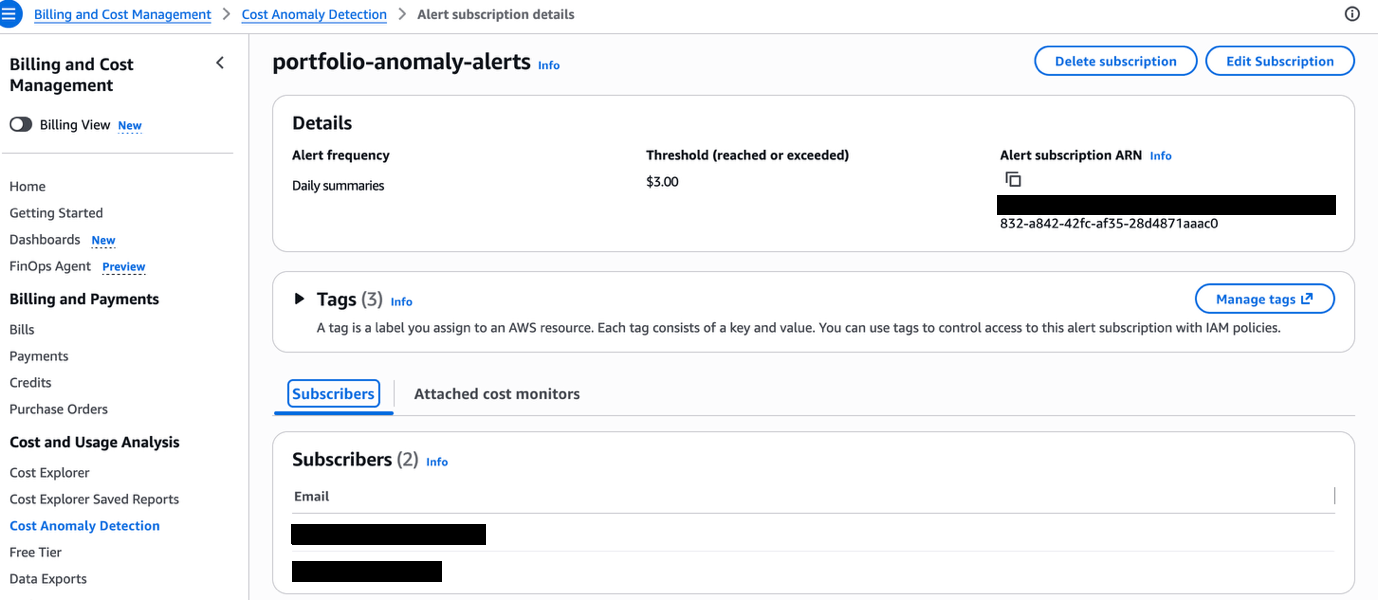 Billing and Cost Management > Cost Anomaly Detection > Alert subscription details
Billing and Cost Management
Billing View New
Home
Getting Started
Dashboards New
FinOps Agent Preview
Billing and Payments
Bills
Payments
Credits
Purchase Orders
Cost and Usage Analysis
Cost Explorer
Cost Explorer Saved Reports
Cost Anomaly Detection
Free Tier
Data Exports
portfolio-anomaly-alerts Info
Delete subscription
Edit Subscription
Details
Alert frequency
Daily summaries
Threshold (reached or exceeded)
$3.00
Alert subscription ARN Info
832-a842-42fc-af35-28d4871aaac0
Tags (3) Info
Manage tags
A tag is a label you assign to an AWS resource. Each tag consists of a key and value. You can use tags to control access to this alert subscription with IAM policies.
Subscribers
Attached cost monitors
Subscribers (2) Info
Email